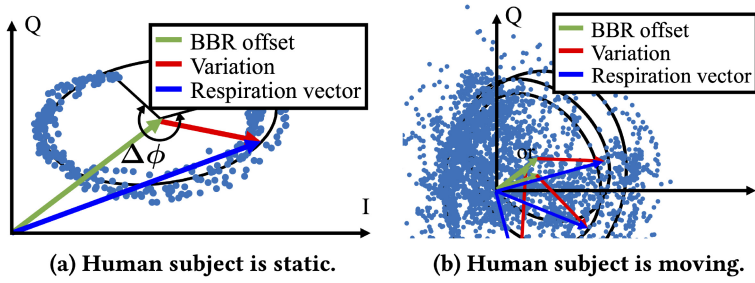 Q
BBR offset
Variation
Respiration vector
Δϕ
I
(a) Human subject is static.
Q
BBR offset
Variation
Respiration vector
or
(b) Human subject is moving.